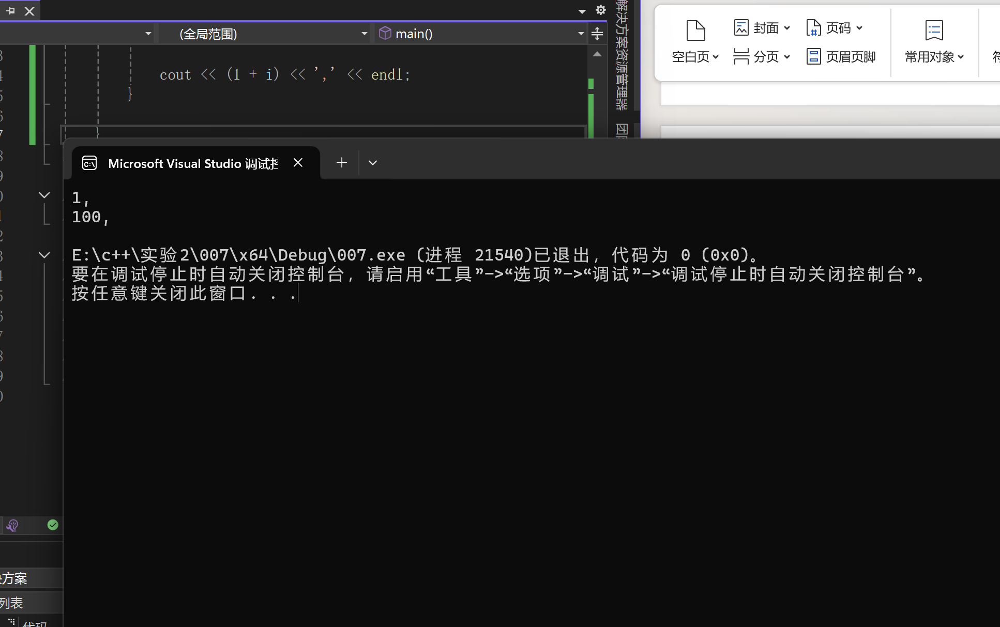 (全局范围)
main()
cout << (1 + i) << ',' << endl;
}
}
解决方案资源管理器
封面
页码
空白页
分页
页眉页脚
常用对象
Microsoft Visual Studio 调试
1,
100,
E:\c++\实验2\007\x64\Debug\007.exe (进程 21540)已退出，代码为 0 (0x0)。
要在调试停止时自动关闭控制台，请启用“工具”->“选项”->“调试”->“调试停止时自动关闭控制台”。
按任意键关闭此窗口. . .
方案
列表
代码